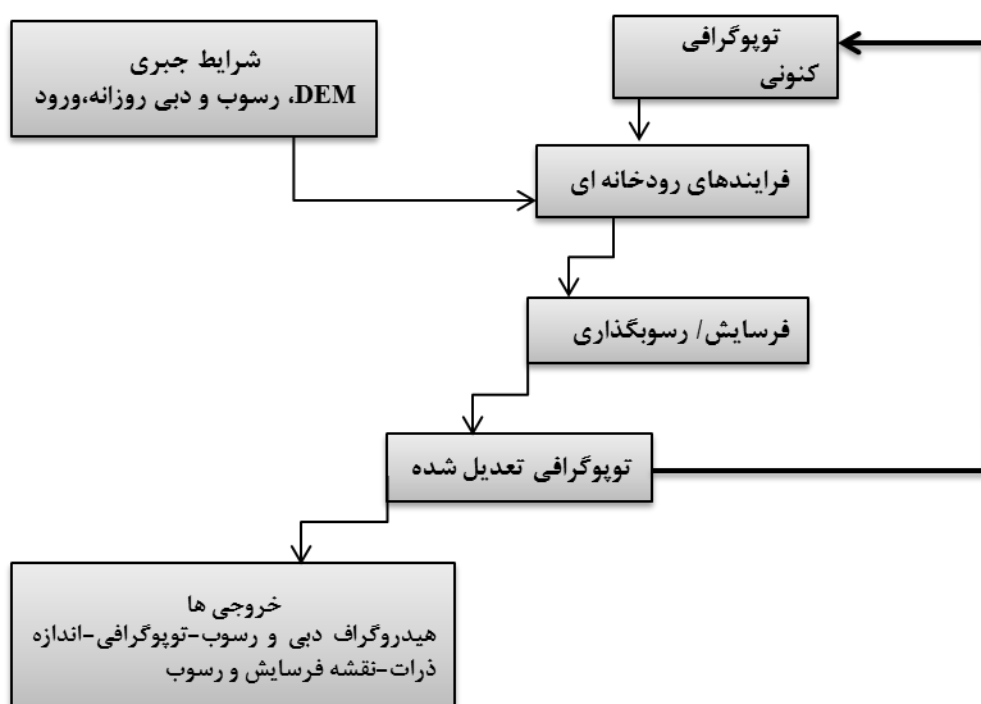 توپوگرافی
کنونی
شرایط جبری
DEM، رسوب و دبی روزانه،ورود
فرایندهای رودخانه ای
فرسایش/ رسوبگذاری
توپوگرافی تعدیل شده
خروجی ها
هیدروگراف دبی و رسوب-توپوگرافی-اندازه
ذرات-نقشه فرسایش و رسوب